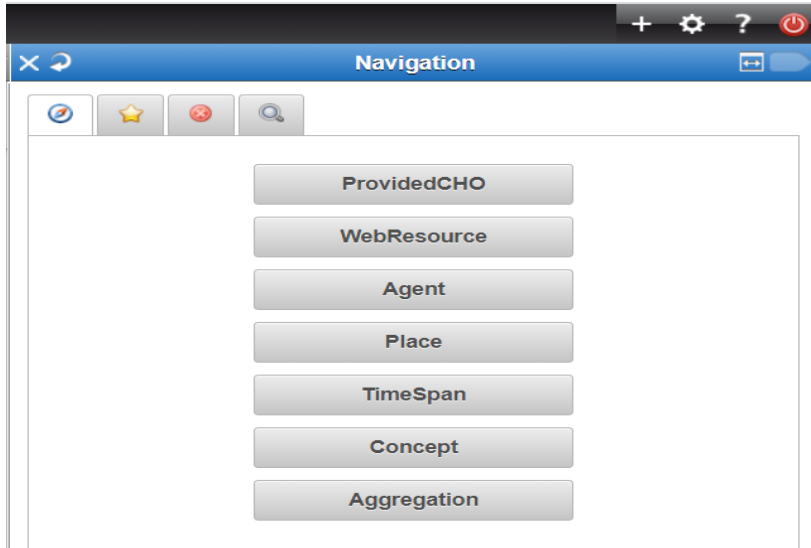 Navigation
ProvidedCHO
WebResource
Agent
Place
TimeSpan
Concept
Aggregation